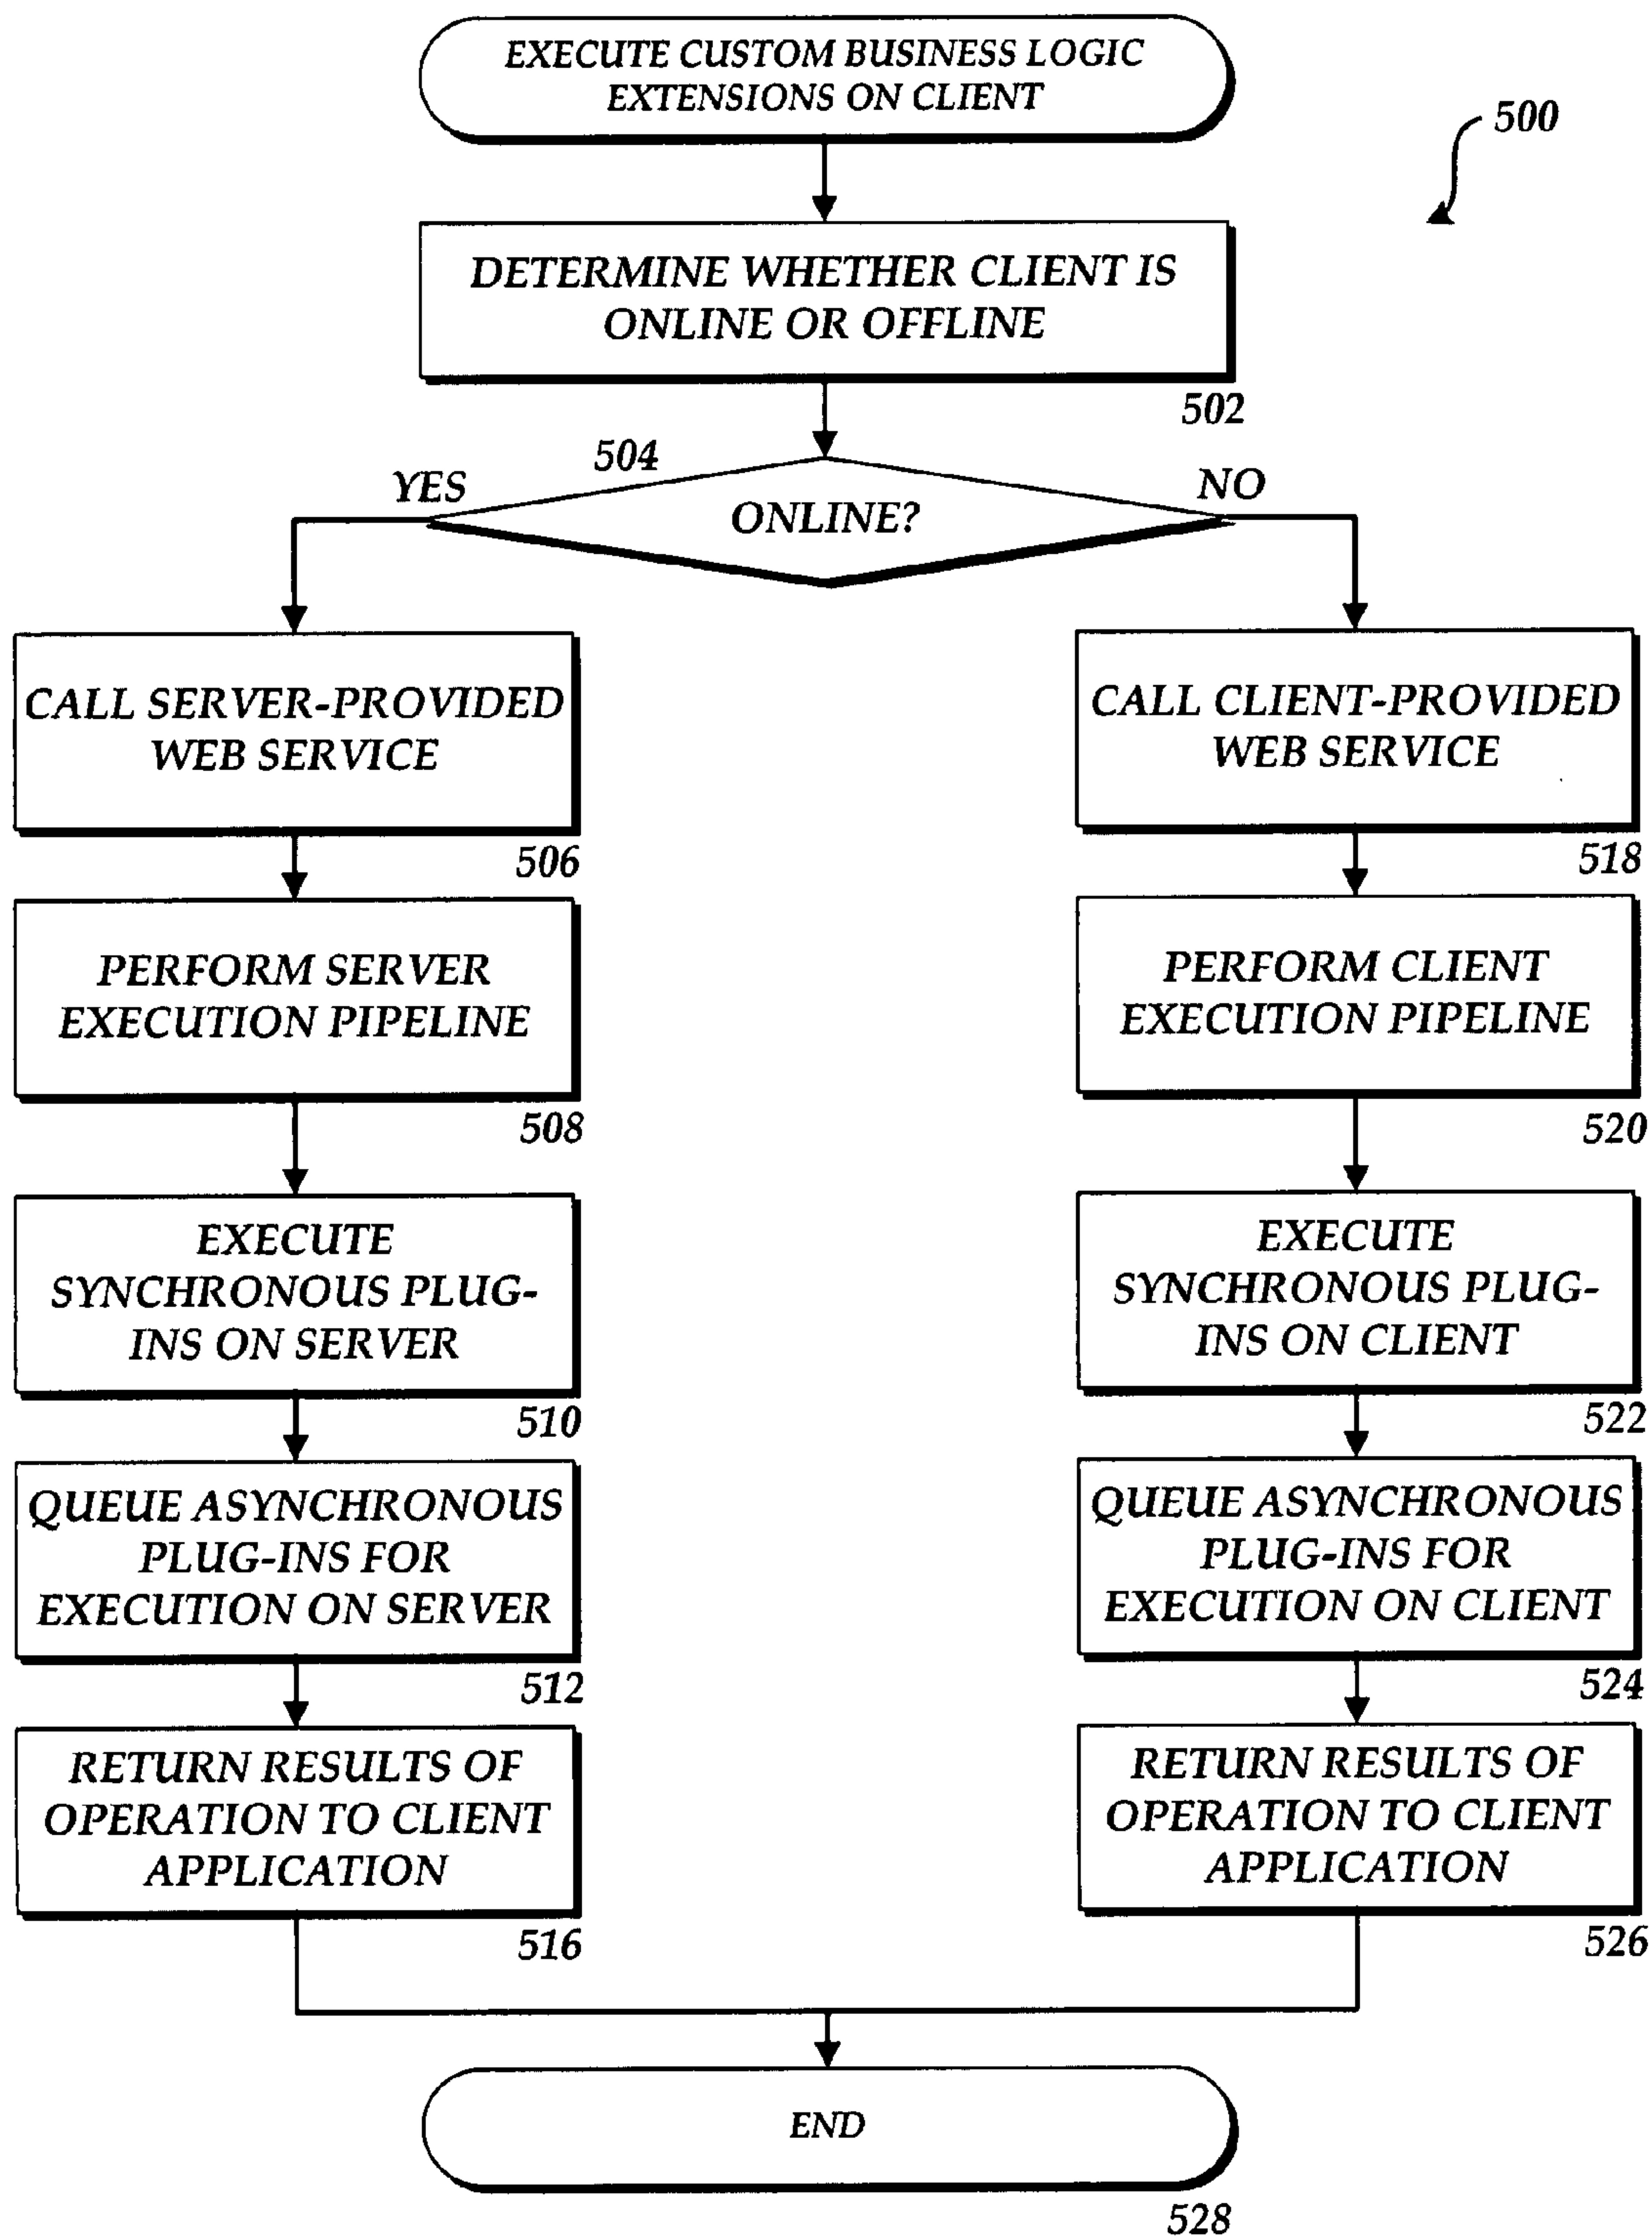 EXECUTE CUSTOM BUSINESS LOGIC
EXTENSIONS ON CLIENT
500
DETERMINE WHETHER CLIENT IS
ONLINE OR OFFLINE
502
504
YES
ONLINE?
NO
CALL SERVER-PROVIDED
WEB SERVICE
506
PERFORM SERVER
EXECUTION PIPELINE
508
EXECUTE
SYNCHRONOUS PLUG-
INS ON SERVER
510
QUEUE ASYNCHRONOUS
PLUG-INS FOR
EXECUTION ON SERVER
512
RETURN RESULTS OF
OPERATION TO CLIENT
APPLICATION
516
CALL CLIENT-PROVIDED
WEB SERVICE
518
PERFORM CLIENT
EXECUTION PIPELINE
520
EXECUTE
SYNCHRONOUS PLUG-
INS ON CLIENT
522
QUEUE ASYNCHRONOUS
PLUG-INS FOR
EXECUTION ON CLIENT
524
RETURN RESULTS OF
OPERATION TO CLIENT
APPLICATION
526
END
528